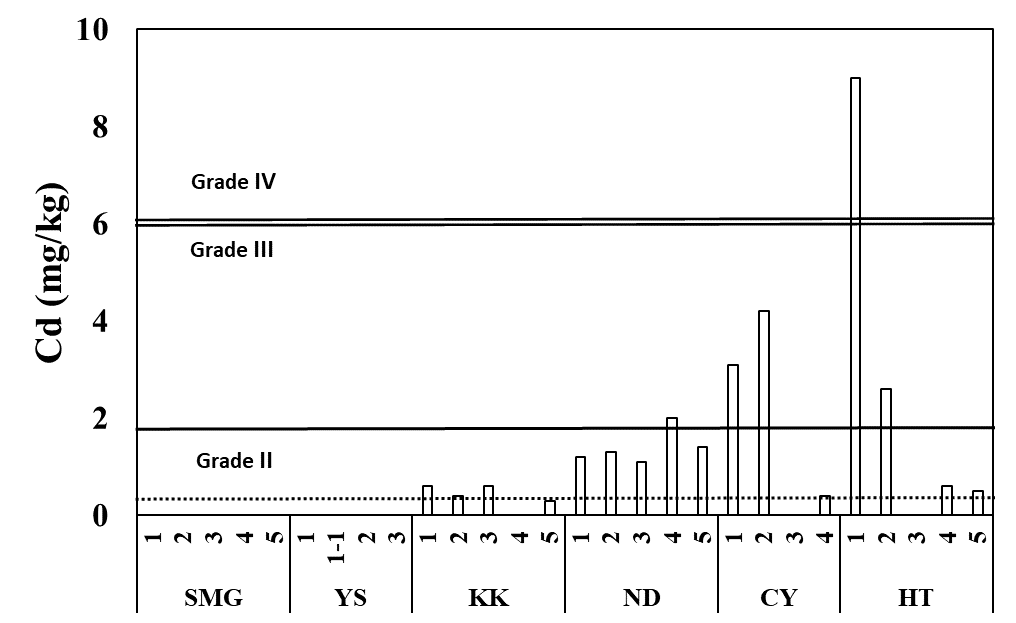 10
8
6
4
2
0
Cd (mg/kg)
Grade IV
Grade III
Grade II
1 2 3 4 5 1 1-1 2 3 1 2 3 4 5 1 2 3 4 5 1 2 3 4 1 2 3 4 5
SMG YS KK ND CY HT